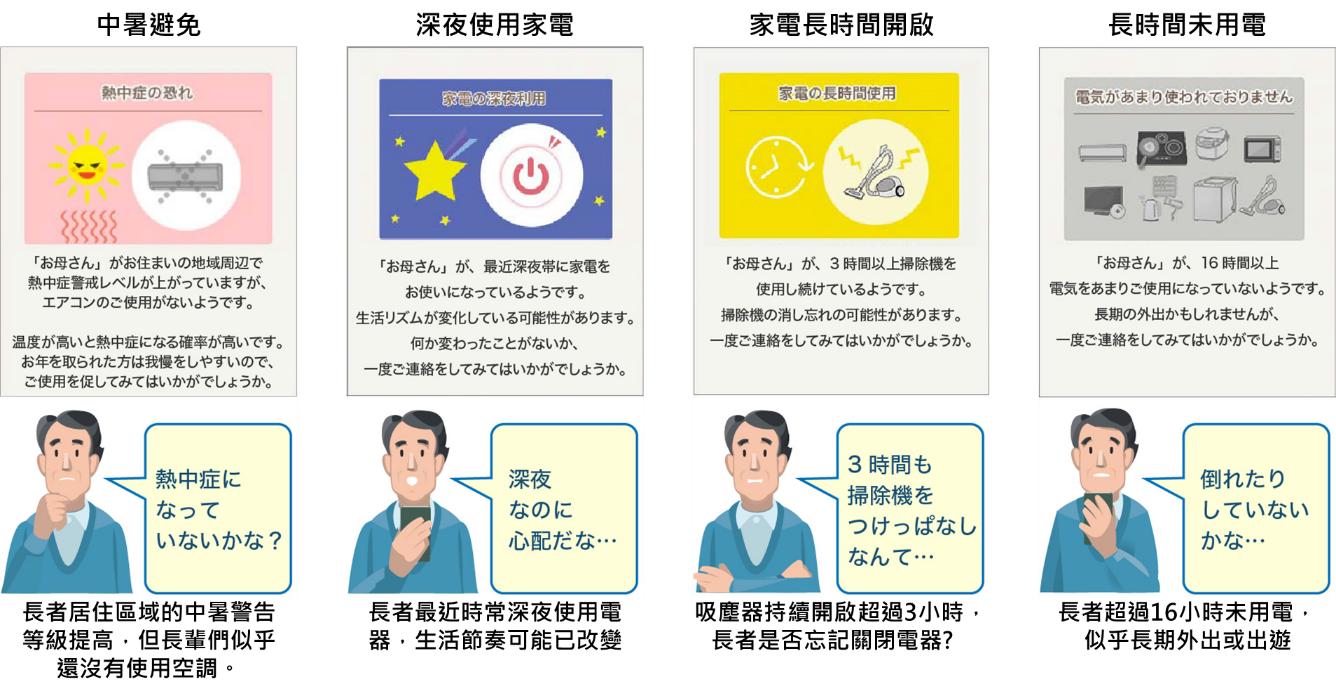 中暑避免
熱中症の恐れ
「お母さん」がお住まいの地域周辺で
熱中症警戒レベルが上がっていますが、
エアコンのご使用がないようです。
温度が高いと熱中症になる確率が高いです。
お年を取られた方は我慢をしやすいので、
ご使用を促してみてはいかがでしょうか。
熱中症に
なって
いないかな？
長者居住區域的中暑警告
等級提高，但長輩們似乎
還沒有使用空調。
深夜使用家電
家電の深夜利用
「お母さん」が、最近深夜帯に家電を
お使いになっているようです。
生活リズムが変化している可能性があります。
何か変わったことがないか、
一度ご連絡をしてみてはいかがでしょうか。
深夜
なのに
心配だな…
長者最近時常深夜使用電
器，生活節奏可能已改變
家電長時間開啟
家電の長時間使用
「お母さん」が、3時間以上掃除機を
使用し続けているようです。
掃除機の消し忘れの可能性があります。
一度ご連絡をしてみてはいかがでしょうか。
3時間も
掃除機を
つけっぱなし
なんて…
吸塵器持續開啟超過3小時，
長者是否忘記關閉電器?
長時間未用電
電気があまり使われておりません
「お母さん」が、16時間以上
電気をあまりご使用になっていないようです。
長期の外出かもしれませんが、
一度ご連絡をしてみてはいかがでしょうか。
倒れたり
していない
かな…
長者超過16小時未用電，
似乎長期外出或出遊